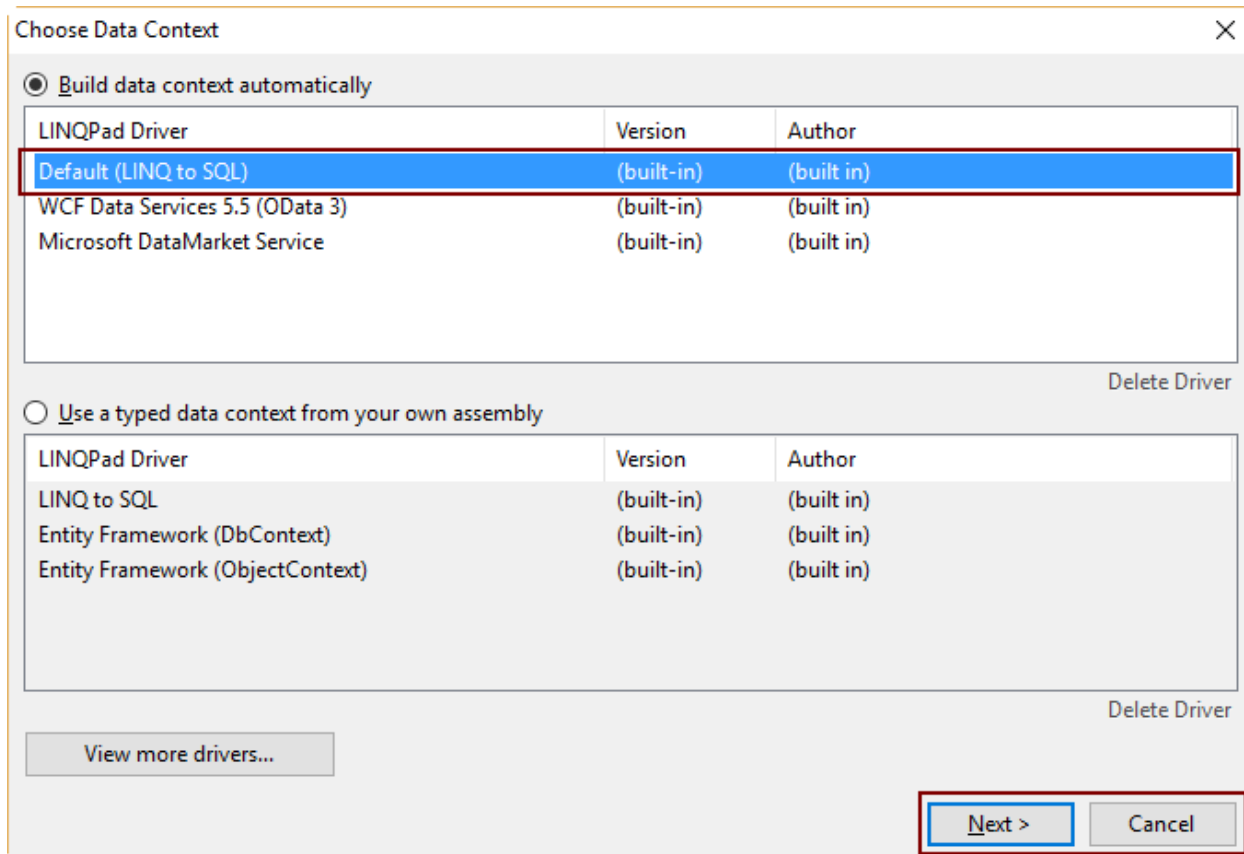 Choose Data Context
Build data context automatically
LINQPad Driver Version Author
Default (LINQ to SQL) (built-in) (built in)
WCF Data Services 5.5 (OData 3) (built-in) (built in)
Microsoft DataMarket Service (built-in) (built in)
Delete Driver
Use a typed data context from your own assembly
LINQPad Driver Version Author
LINQ to SQL (built-in) (built in)
Entity Framework (DbContext) (built-in) (built in)
Entity Framework (ObjectContext) (built-in) (built in)
Delete Driver
View more drivers...
Next > Cancel